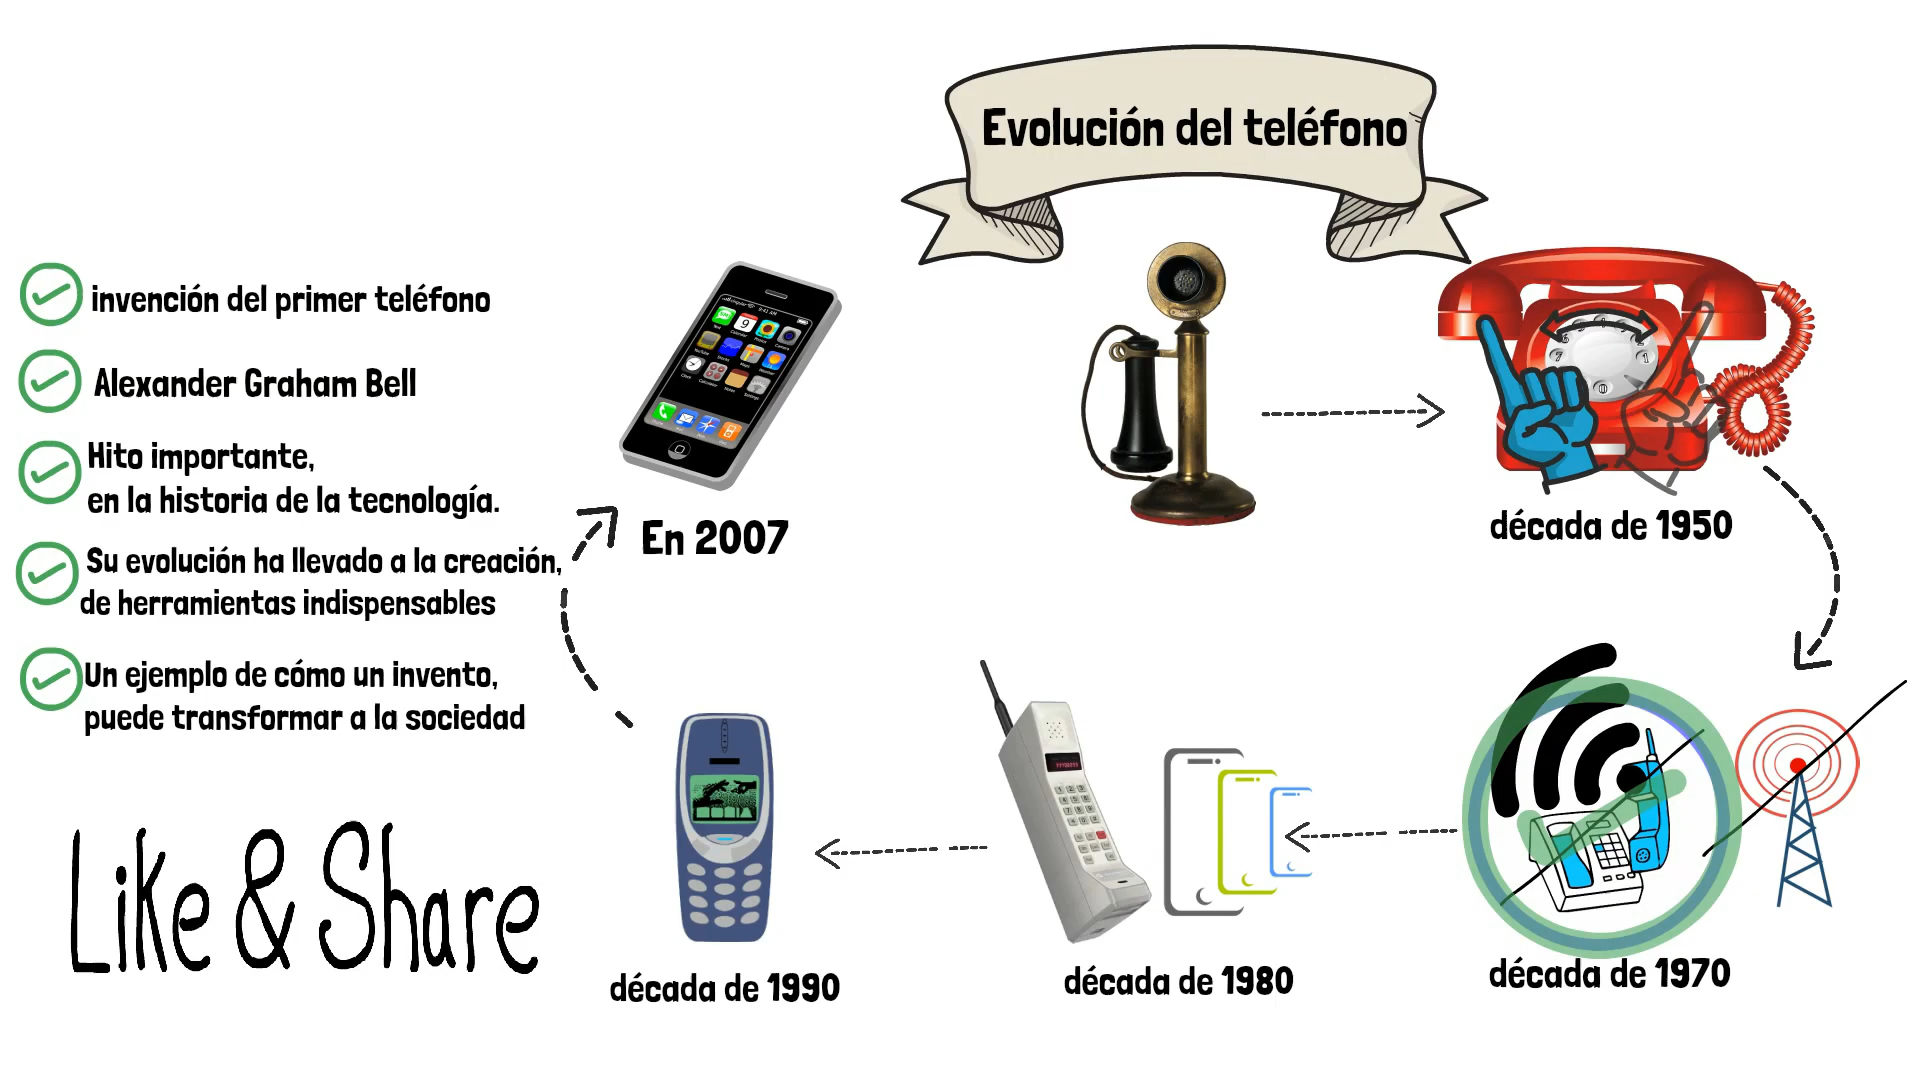 Evolución del teléfono
invención del primer teléfono
Alexander Graham Bell
Hito importante,
en la historia de la tecnología.
Su evolución ha llevado a la creación,
de herramientas indispensables
Un ejemplo de cómo un invento,
puede transformar a la sociedad
Like & Share
En 2007
década de 1950
década de 1970
década de 1980
década de 1990